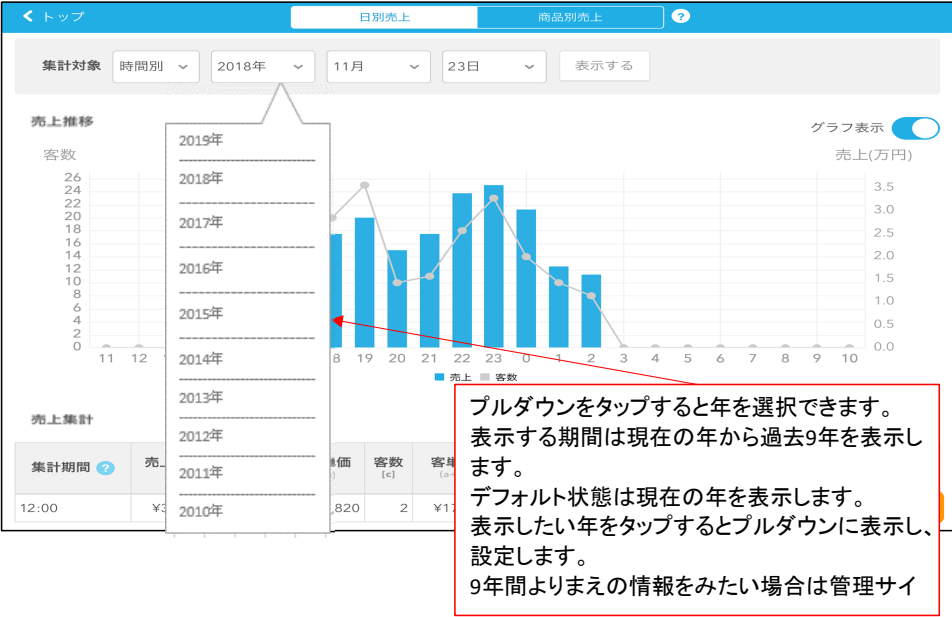 トップ
日別売上
商品別売上
?
集計対象
時間別
2018年
11月
23日
表示する
売上推移
グラフ表示
客数
売上(万円)
26
24
22
20
18
16
14
12
10
8
6
4
2
0
3.5
3.0
2.5
2.0
1.5
1.0
0.5
0.0
11 12 8 19 20 21 22 23 0 1 2 3 4 5 6 7 8 9 10
売上 客数
2019年
2018年
2017年
2016年
2015年
2014年
2013年
2012年
2011年
2010年
売上集計
集計期間 ? 売 価 客数 客単
[c]
12:00 ¥3 ,820 2 ¥17
プルダウンをタップすると年を選択できます。
表示する期間は現在の年から過去9年を表示し
ます。
デフォルト状態は現在の年を表示します。
表示したい年をタップするとプルダウンに表示し、
設定します。
9年間よりまえの情報をみたい場合は管理サイ